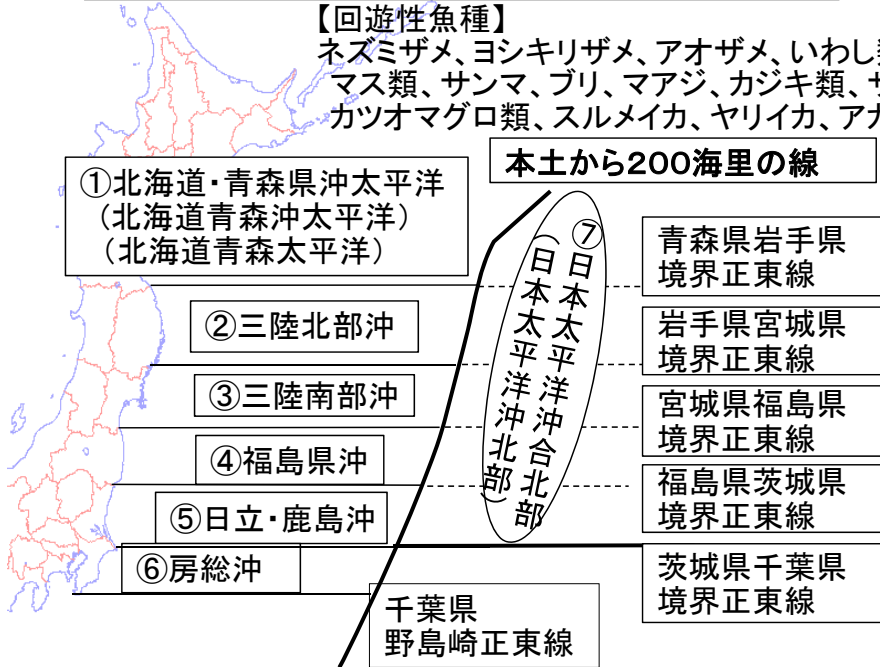 【回遊性魚種】
ネズミザメ、ヨシキリザメ、アオザメ、いわし
マス類、サンマ、ブリ、マアジ、カジキ類、
カツオマグロ類、スルメイカ、ヤリイカ、
本土から200海里の線
①北海道・青森県沖太平洋
(北海道青森沖太平洋)
(北海道青森太平洋)
②三陸北部沖
③三陸南部沖
④福島県沖
⑤日立・鹿島沖
⑥房総沖
⑦日本太平洋沖合北部
(日本太平洋沖北部)
青森県岩手県
境界正東線
岩手県宮城県
境界正東線
宮城県福島県
境界正東線
福島県茨城県
境界正東線
茨城県千葉県
境界正東線
千葉県
野島崎正東線